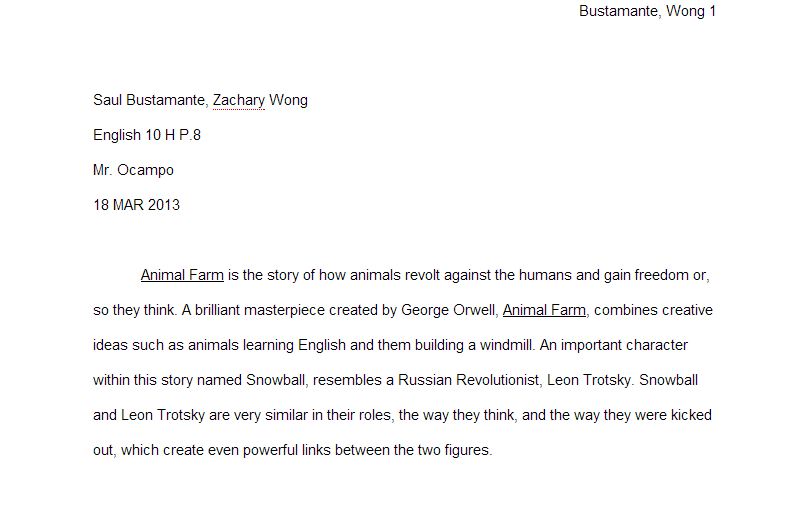 Bustamante, Wong 1
Saul Bustamante, Zachary Wong
English 10 H P.8
Mr. Ocampo
18 MAR 2013
Animal Farm is the story of how animals revolt against the humans and gain freedom or,
so they think. A brilliant masterpiece created by George Orwell, Animal Farm, combines creative
ideas such as animals learning English and them building a windmill. An important character
within this story named Snowball, resembles a Russian Revolutionist, Leon Trotsky. Snowball
and Leon Trotsky are very similar in their roles, the way they think, and the way they were kicked
out, which create even powerful links between the two figures.